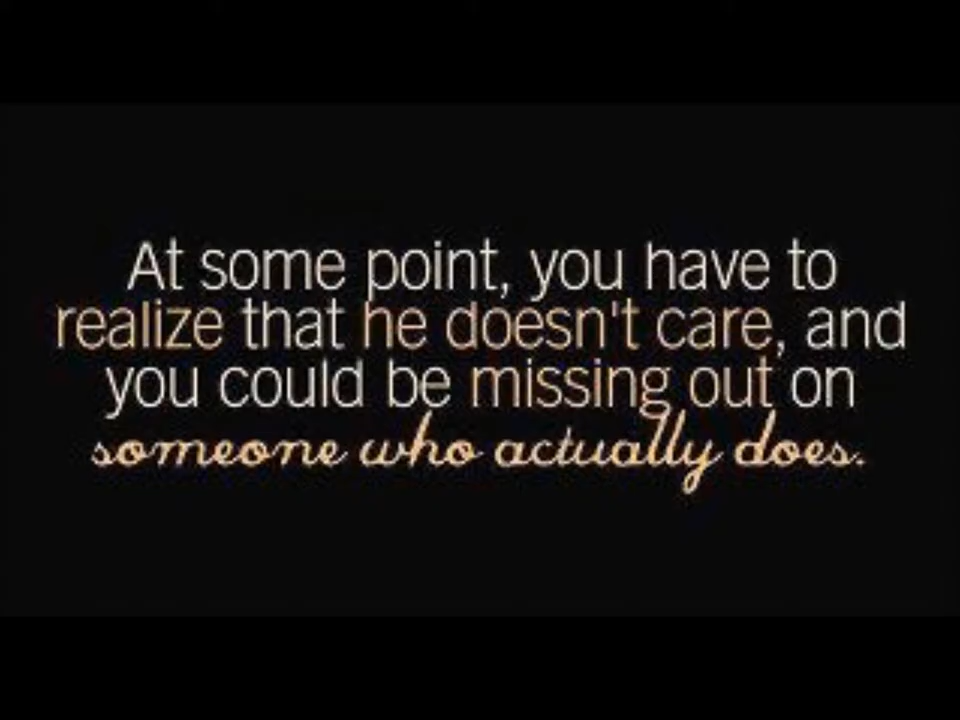 At some point, you have to
realize that he doesn't care, and
you could be missing out on
someone who actually does.